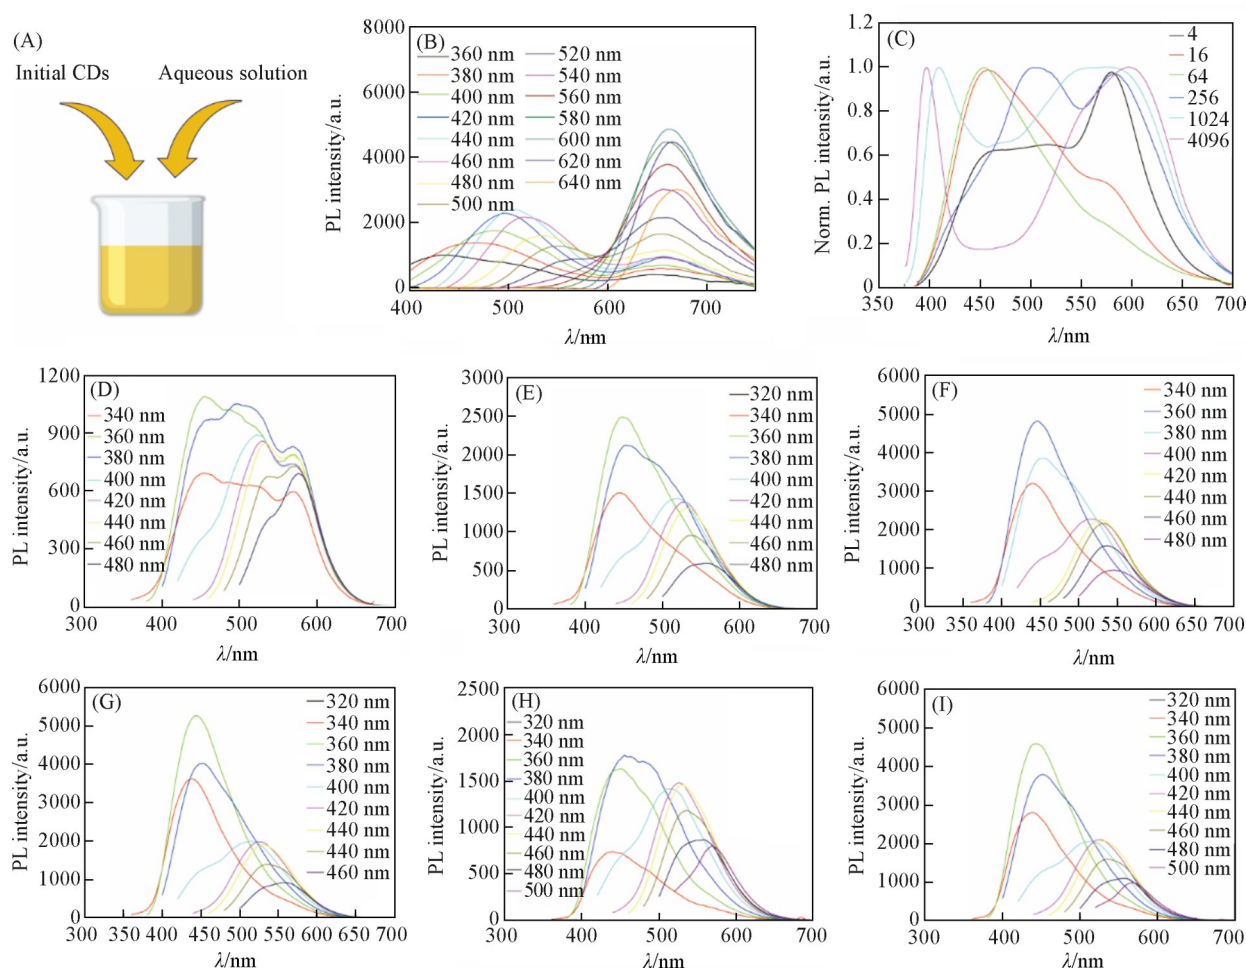 (A)
Initial CDs
Aqueous solution
(B)
PL intensity/a.u.
8000
6000
4000
2000
0
400
500
600
700
λ/nm
360 nm
380 nm
400 nm
420 nm
440 nm
460 nm
480 nm
500 nm
520 nm
540 nm
560 nm
580 nm
600 nm
620 nm
640 nm
(C)
Norm. PL intensity/a.u.
1.2
1.0
0.8
0.6
0.4
0.2
0
350
400
450
500
550
600
650
700
λ/nm
4
16
64
256
1024
4096
(D)
PL intensity/a.u.
1200
900
600
300
0
300
400
500
600
700
λ/nm
340 nm
360 nm
380 nm
400 nm
420 nm
440 nm
460 nm
480 nm
(E)
PL intensity/a.u.
3000
2500
2000
1500
1000
500
0
300
400
500
600
700
λ/nm
320 nm
340 nm
360 nm
380 nm
400 nm
420 nm
440 nm
460 nm
480 nm
(F)
PL intensity/a.u.
6000
5000
4000
3000
2000
1000
0
300
350
400
450
500
550
600
700
λ/nm
340 nm
360 nm
380 nm
400 nm
420 nm
440 nm
460 nm
480 nm
(G)
PL intensity/a.u.
6000
5000
4000
3000
2000
1000
0
300
350
400
450
500
550
600
650
700
λ/nm
320 nm
340 nm
360 nm
380 nm
400 nm
420 nm
440 nm
440 nm
460 nm
(H)
PL intensity/a.u.
2500
2000
1500
1000
500
0
300
400
500
600
700
λ/nm
320 nm
340 nm
360 nm
380 nm
400 nm
420 nm
440 nm
460 nm
480 nm
500 nm
(I)
PL intensity/a.u.
6000
5000
4000
3000
2000
1000
0
300
400
500
600
700
λ/nm
320 nm
340 nm
360 nm
380 nm
400 nm
420 nm
440 nm
460 nm
480 nm
500 nm